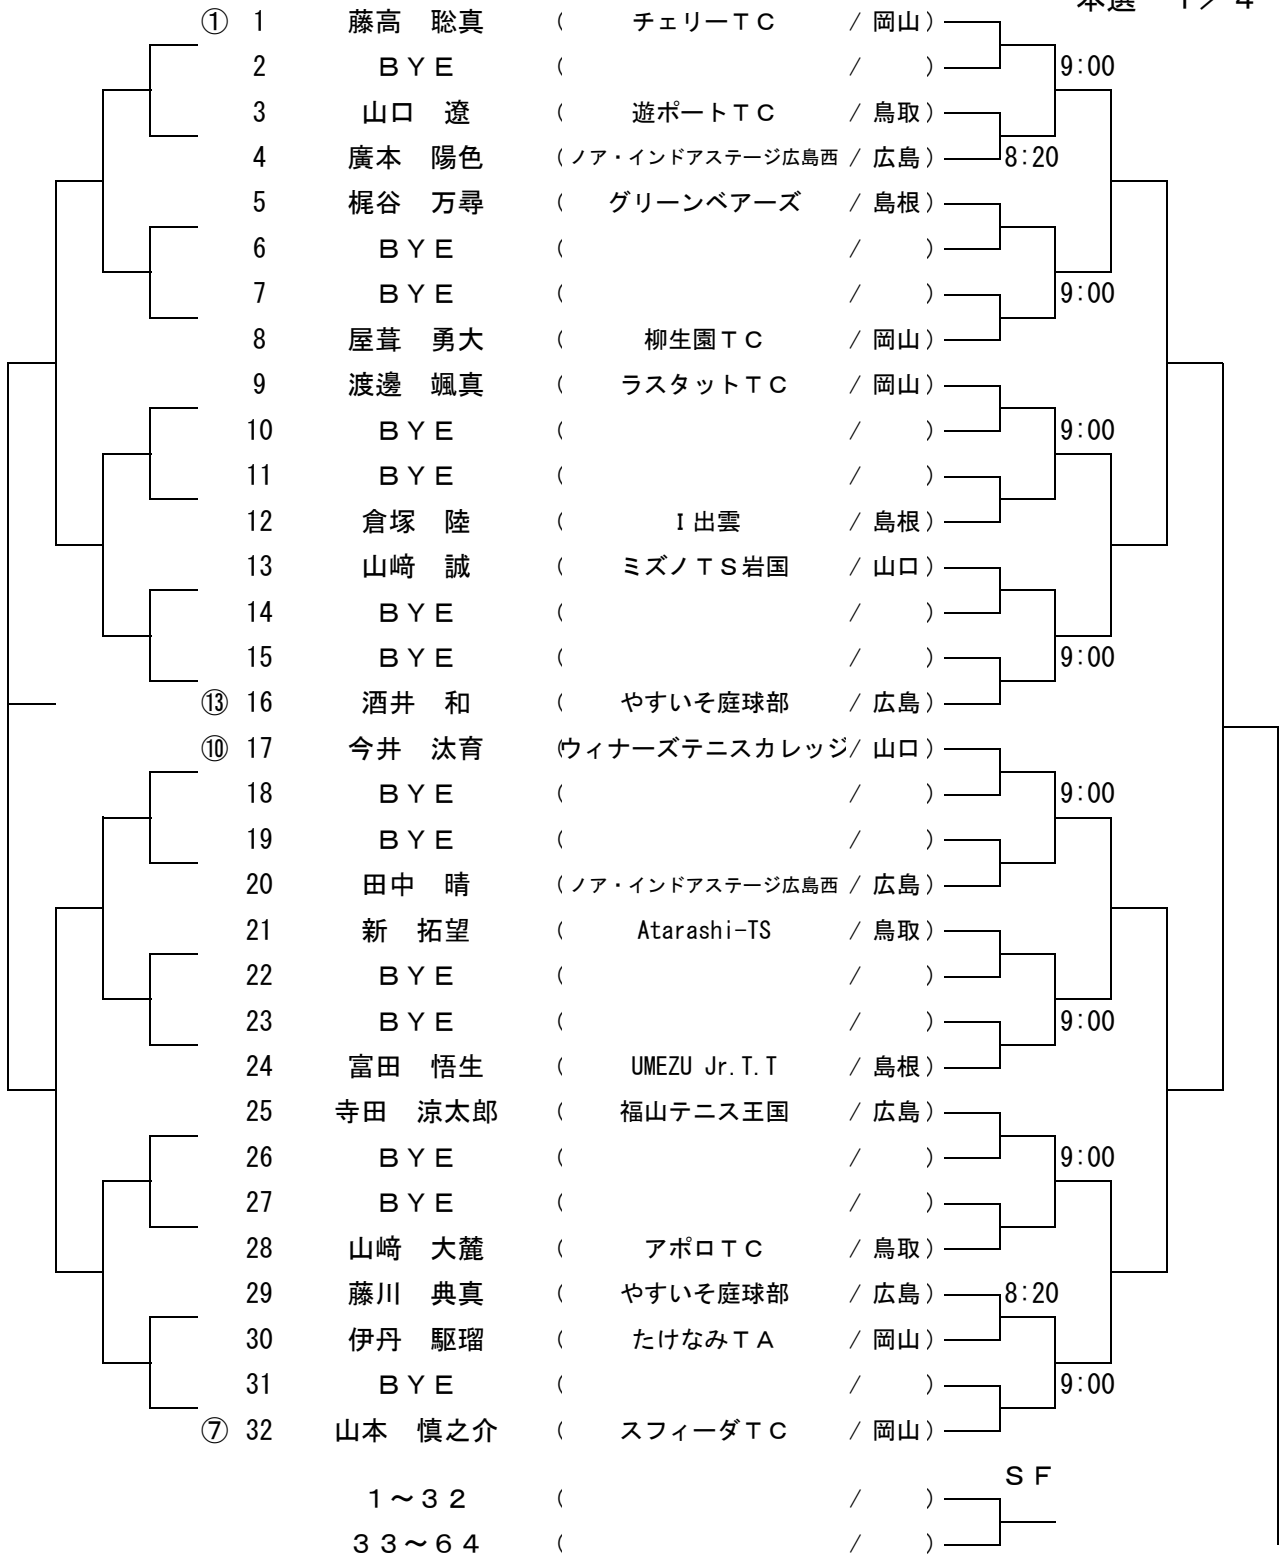 本選 1/4
① 1 藤高 聡真 ( チェリーTC / 岡山 )
2 BYE ( / ) 9:00
3 山口 遼 ( 遊ポートTC / 鳥取 )
4 廣本 陽色 ( ノア・インドアステージ広島西 / 広島 ) 8:20
5 梶谷 万尋 ( グリーンベアーズ / 島根 )
6 BYE ( / )
7 BYE ( / ) 9:00
8 屋葺 勇大 ( 柳生園TC / 岡山 )
9 渡邊 颯真 ( ラスタットTC / 岡山 )
10 BYE ( / ) 9:00
11 BYE ( / )
12 倉塚 陸 ( I出雲 / 島根 )
13 山﨑 誠 ( ミズノTS岩国 / 山口 )
14 BYE ( / )
15 BYE ( / ) 9:00
⑬ 16 酒井 和 ( やすいそ庭球部 / 広島 )
⑩ 17 今井 汰育 ( ウィナーズテニスカレッジ / 山口 )
18 BYE ( / ) 9:00
19 BYE ( / )
20 田中 晴 ( ノア・インドアステージ広島西 / 広島 )
21 新 拓望 ( Atarashi-TS / 鳥取 )
22 BYE ( / )
23 BYE ( / ) 9:00
24 富田 悟生 ( UMEZU Jr.T.T / 島根 )
25 寺田 涼太郎 ( 福山テニス王国 / 広島 )
26 BYE ( / ) 9:00
27 BYE ( / )
28 山﨑 大麓 ( アポロTC / 鳥取 )
29 藤川 典真 ( やすいそ庭球部 / 広島 ) 8:20
30 伊丹 駆瑠 ( たけなみTA / 岡山 )
31 BYE ( / ) 9:00
⑦ 32 山本 慎之介 ( スフィーダTC / 岡山 )
SF
1~32 ( / )
33~64 ( / )